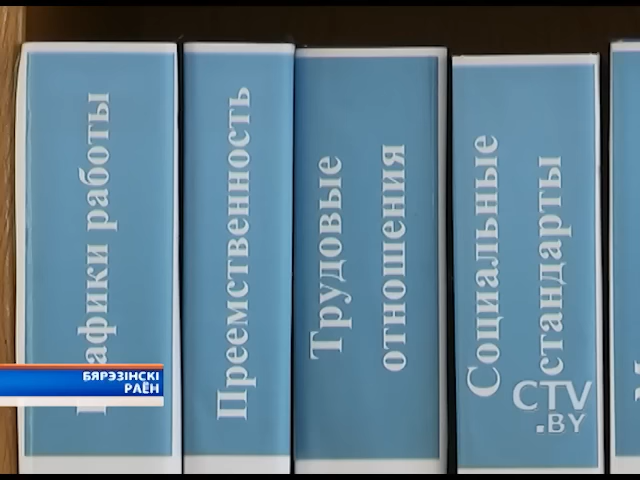 Графики работы
Преемственность
Трудовые
отношения
Социальные
стандарты
БЯРЭЗІНСКІ
РАЁН
CTV
.BY